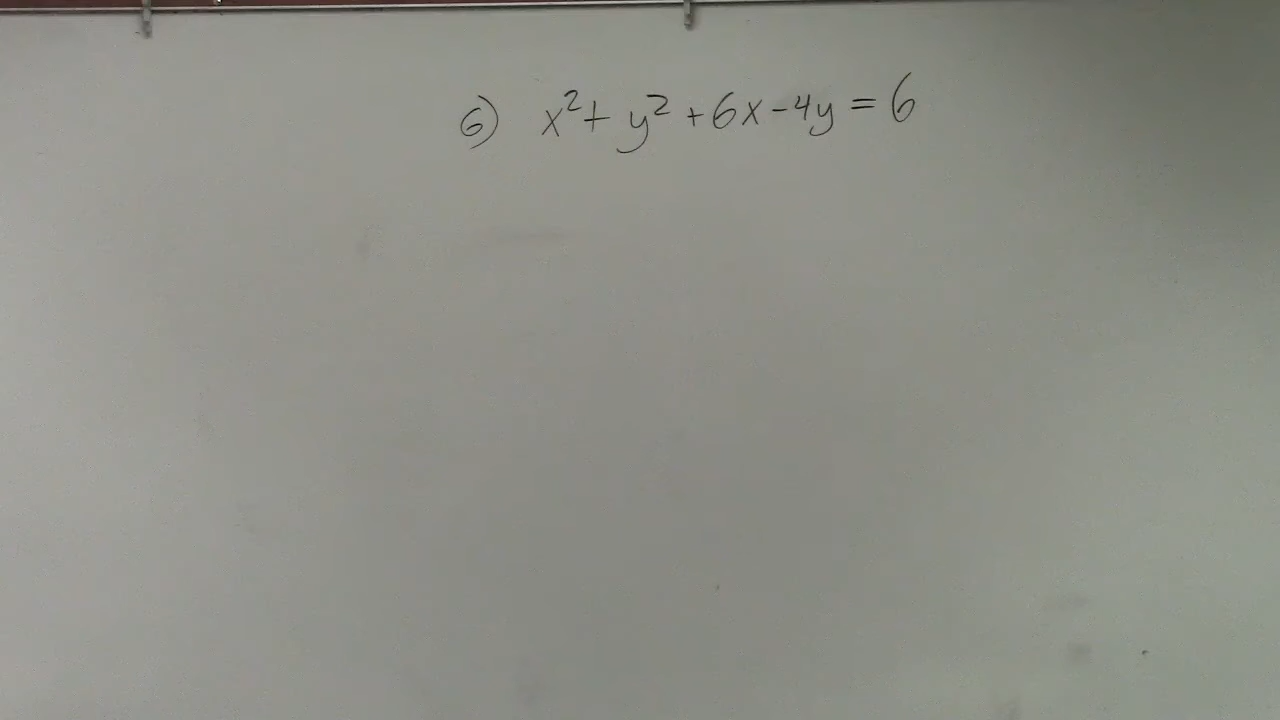 6) x² + y² + 6x - 4y = 6